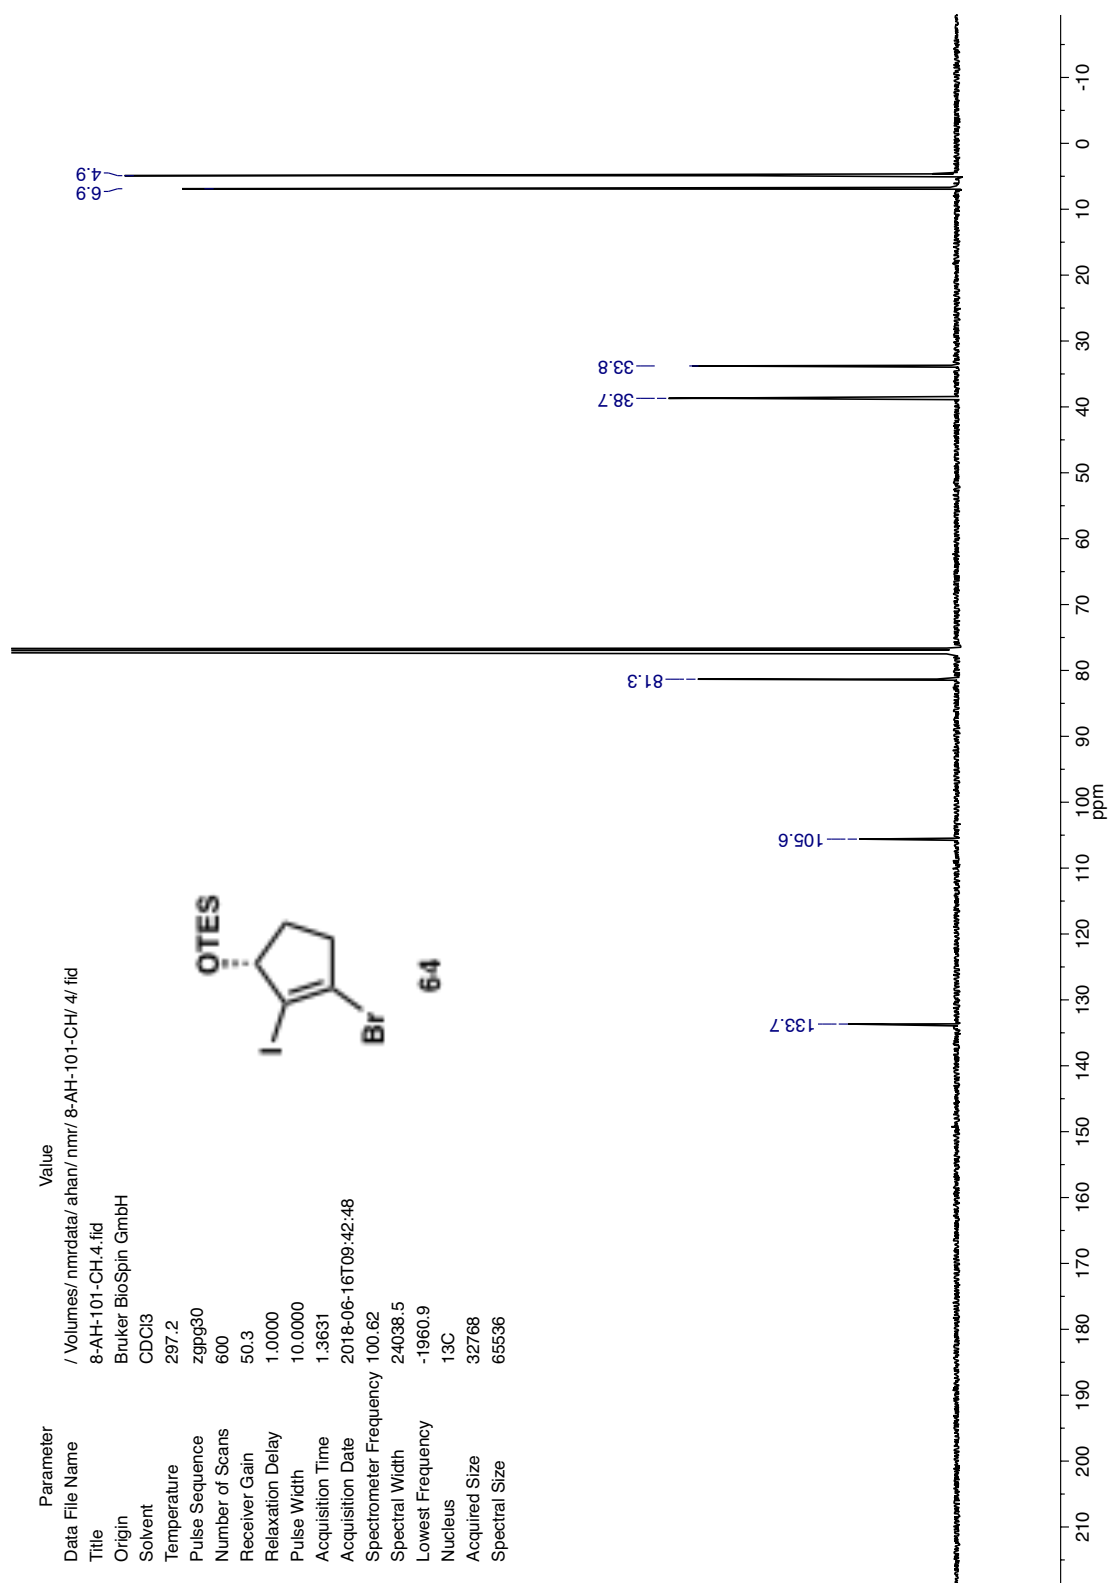 Parameter Value
Data File Name / Volumes/ nmrdata/ ahan/ nmr/ 8-AH-101-CH/ 4/ fid
Title 8-AH-101-CH.4.fid
Origin Bruker BioSpin GmbH
Solvent CDCl3
Temperature 297.2
Pulse Sequence zgpg30
Number of Scans 600
Receiver Gain 50.3
Relaxation Delay 1.0000
Pulse Width 10.0000
Acquisition Time 1.3631
Acquisition Date 2018-06-16T09:42:48
Spectrometer Frequency 100.62
Spectral Width 24038.5
Lowest Frequency -1960.9
Nucleus 13C
Acquired Size 32768
Spectral Size 65536
OTES
I
Br
64
133.7
105.6
81.3
38.7
33.8
6.9
4.9
210 200 190 180 170 160 150 140 130 120 110 100 90 80 70 60 50 40 30 20 10 0 -10
ppm